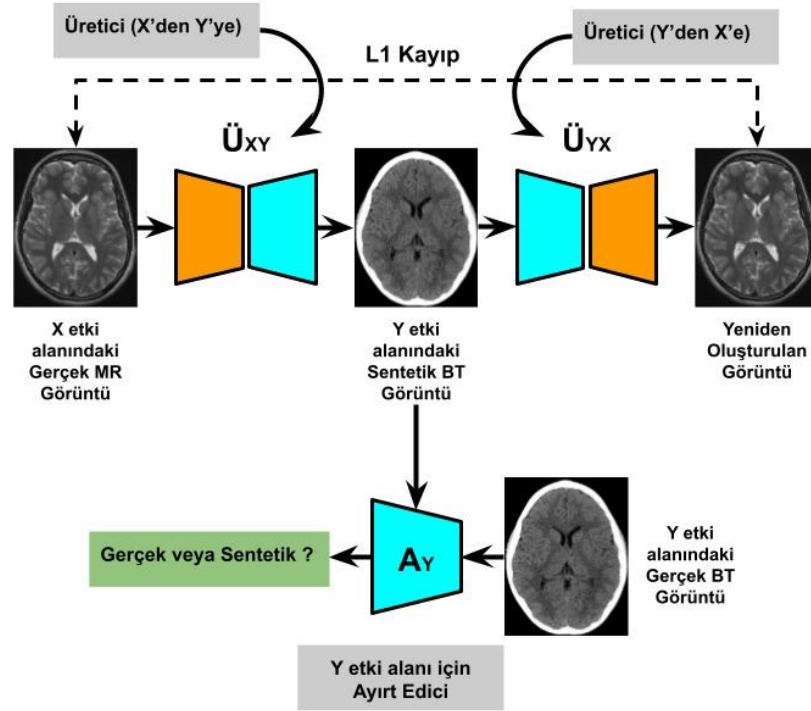 Üretici (X’den Y’ye)
Üretici (Y’den X’e)
L1 Kayıp
ÜXY
ÜYX
X etki
alanındaki
Gerçek MR
Görüntü
Y etki
alanındaki
Sentetik BT
Görüntü
Yeniden
Oluşturulan
Görüntü
Gerçek veya Sentetik ?
AY
Y etki
alanındaki
Gerçek BT
Görüntü
Y etki alanı için
Ayırt Edici